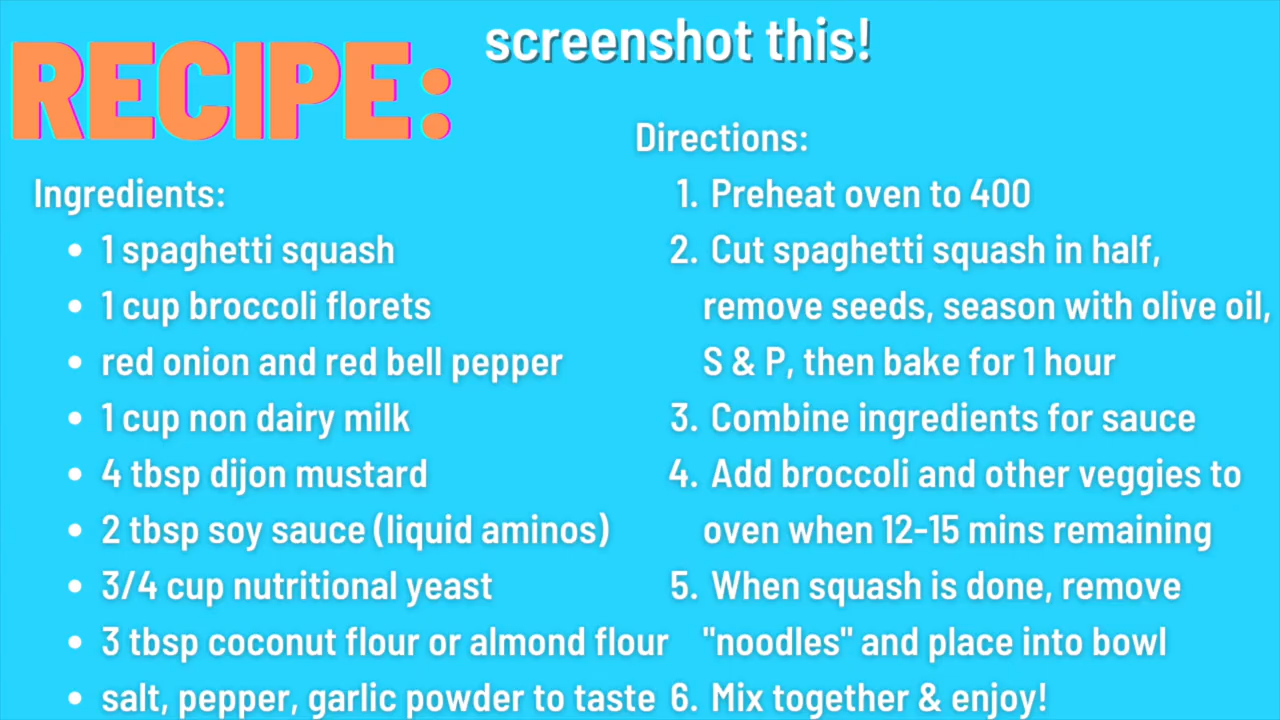 screenshot this!
RECIPE:
Ingredients:
• 1 spaghetti squash
• 1 cup broccoli florets
• red onion and red bell pepper
• 1 cup non dairy milk
• 4 tbsp dijon mustard
• 2 tbsp soy sauce (liquid aminos)
• 3/4 cup nutritional yeast
• 3 tbsp coconut flour or almond flour
• salt, pepper, garlic powder to taste
Directions:
1. Preheat oven to 400
2. Cut spaghetti squash in half,
remove seeds, season with olive oil,
S & P, then bake for 1 hour
3. Combine ingredients for sauce
4. Add broccoli and other veggies to
oven when 12-15 mins remaining
5. When squash is done, remove
"noodles" and place into bowl
6. Mix together & enjoy!